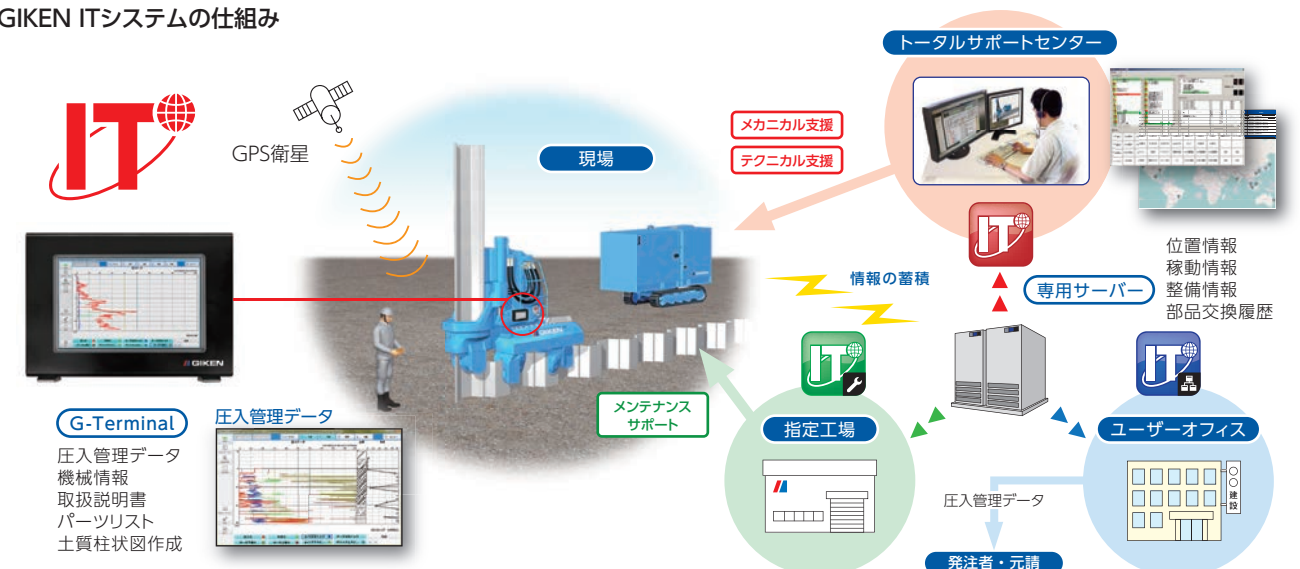 GIKEN ITシステムの仕組み
トータルサポートセンター
IT
GPS衛星
現場
メカニカル支援
テクニカル支援
IT
位置情報
稼動情報
整備情報
部品交換履歴
情報の蓄積
専用サーバー
GIKEN
GIKEN
IT
IT
G-Terminal
圧入管理データ
機械情報
取扱説明書
パーツリスト
土質柱状図作成
圧入管理データ
メンテナンス
サポート
指定工場
ユーザーオフィス
○○建設
圧入管理データ
発注者・元請